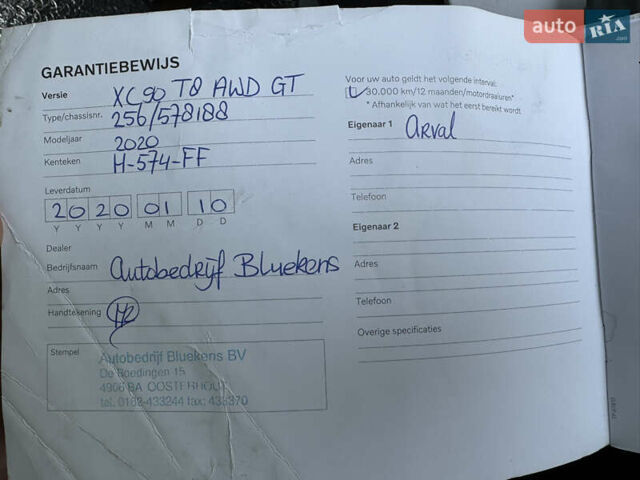 auto RIA .com
GARANTIEBEWIJS
Versie XC90 T8 AWD GT
Type/chassisnr. 256/578188
Modeljaar 2020
Kenteken H-574-FF
Leverdatum
2020 01 10
Y Y Y Y M M D D
Dealer
Bedrijfsnaam Autobedrijf Bluekens
Adres
Handtekening
Stempel
Autobedrijf Bluekens BV
De Boedingen 15
4906 BA OOSTERHOUT
tel. 0162-433244 fax: 433370
Voor uw auto geldt het volgende interval:
30.000 km/12 maanden/motordraaiuren*
* Afhankelijk van wat het eerst bereikt wordt
Eigenaar 1 Arval
Adres
Telefoon
Eigenaar 2
Adres
Telefoon
Overige specificaties